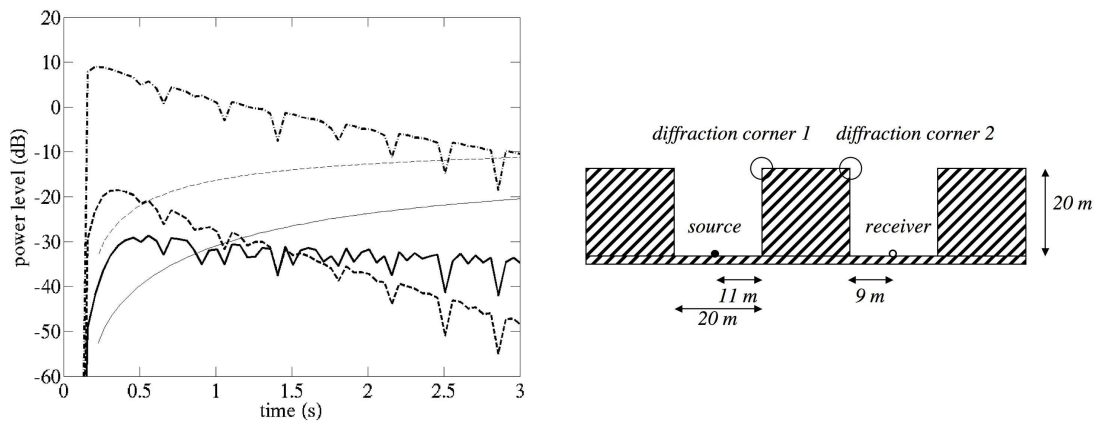 20
10
0
-10
-20
-30
-40
-50
-60
power level (dB)
0
0.5
1
1.5
2
2.5
3
time (s)
diffraction corner 1
diffraction corner 2
source
receiver
20 m
11 m
9 m
20 m